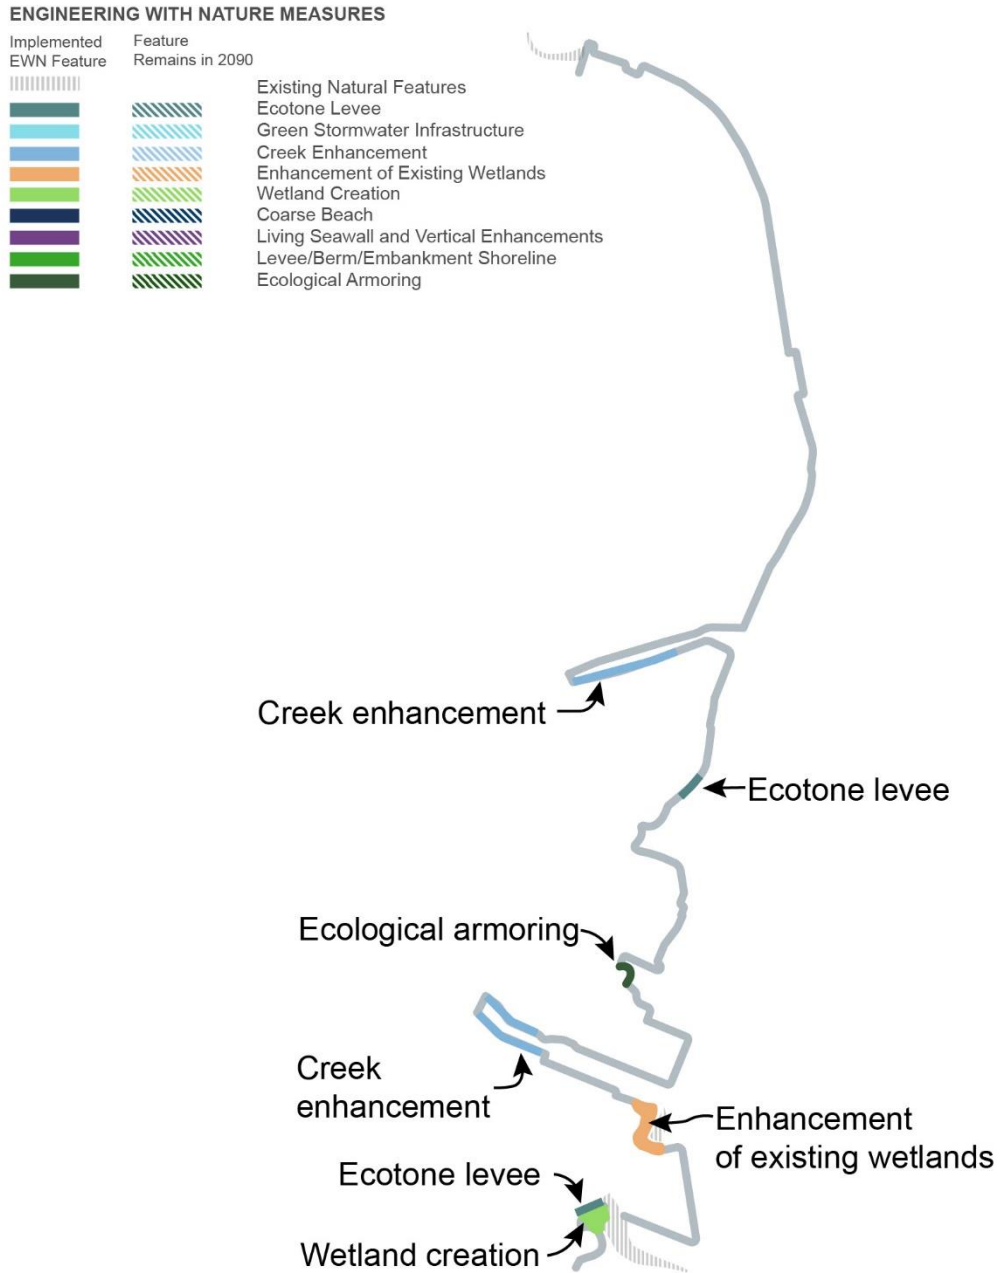 ENGINEERING WITH NATURE MEASURES
Implemented
EWN Feature
Feature
Remains in 2090
Existing Natural Features
Ecotone Levee
Green Stormwater Infrastructure
Creek Enhancement
Enhancement of Existing Wetlands
Wetland Creation
Coarse Beach
Living Seawall and Vertical Enhancements
Levee/Berm/Embankment Shoreline
Ecological Armoring
Creek enhancement
Ecotone levee
Ecological armoring
Creek
enhancement
Enhancement
of existing wetlands
Ecotone levee
Wetland creation